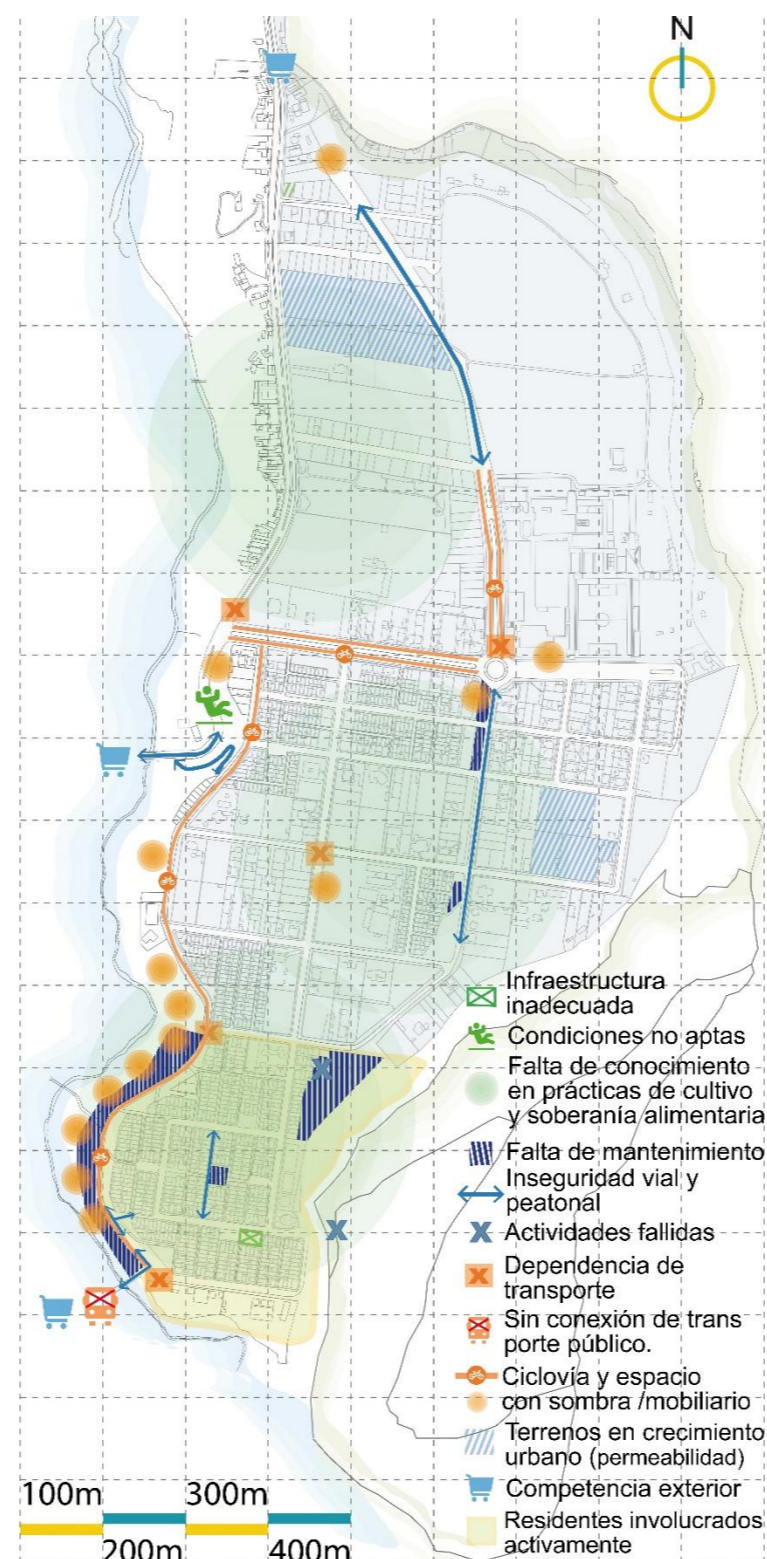 N
Infraestructura
inadecuada
Condiciones no aptas
Falta de conocimiento
en prácticas de cultivo
y soberanía alimentaria
Falta de mantenimiento
Inseguridad vial y
peatonal
Actividades fallidas
Dependencia de
transporte
Sin conexión de trans
porte público.
Ciclovía y espacio
con sombra /mobiliario
Terrenos en crecimiento
urbano (permeabilidad)
Competencia exterior
Residentes involucrados
activamente
100m 300m
200m 400m